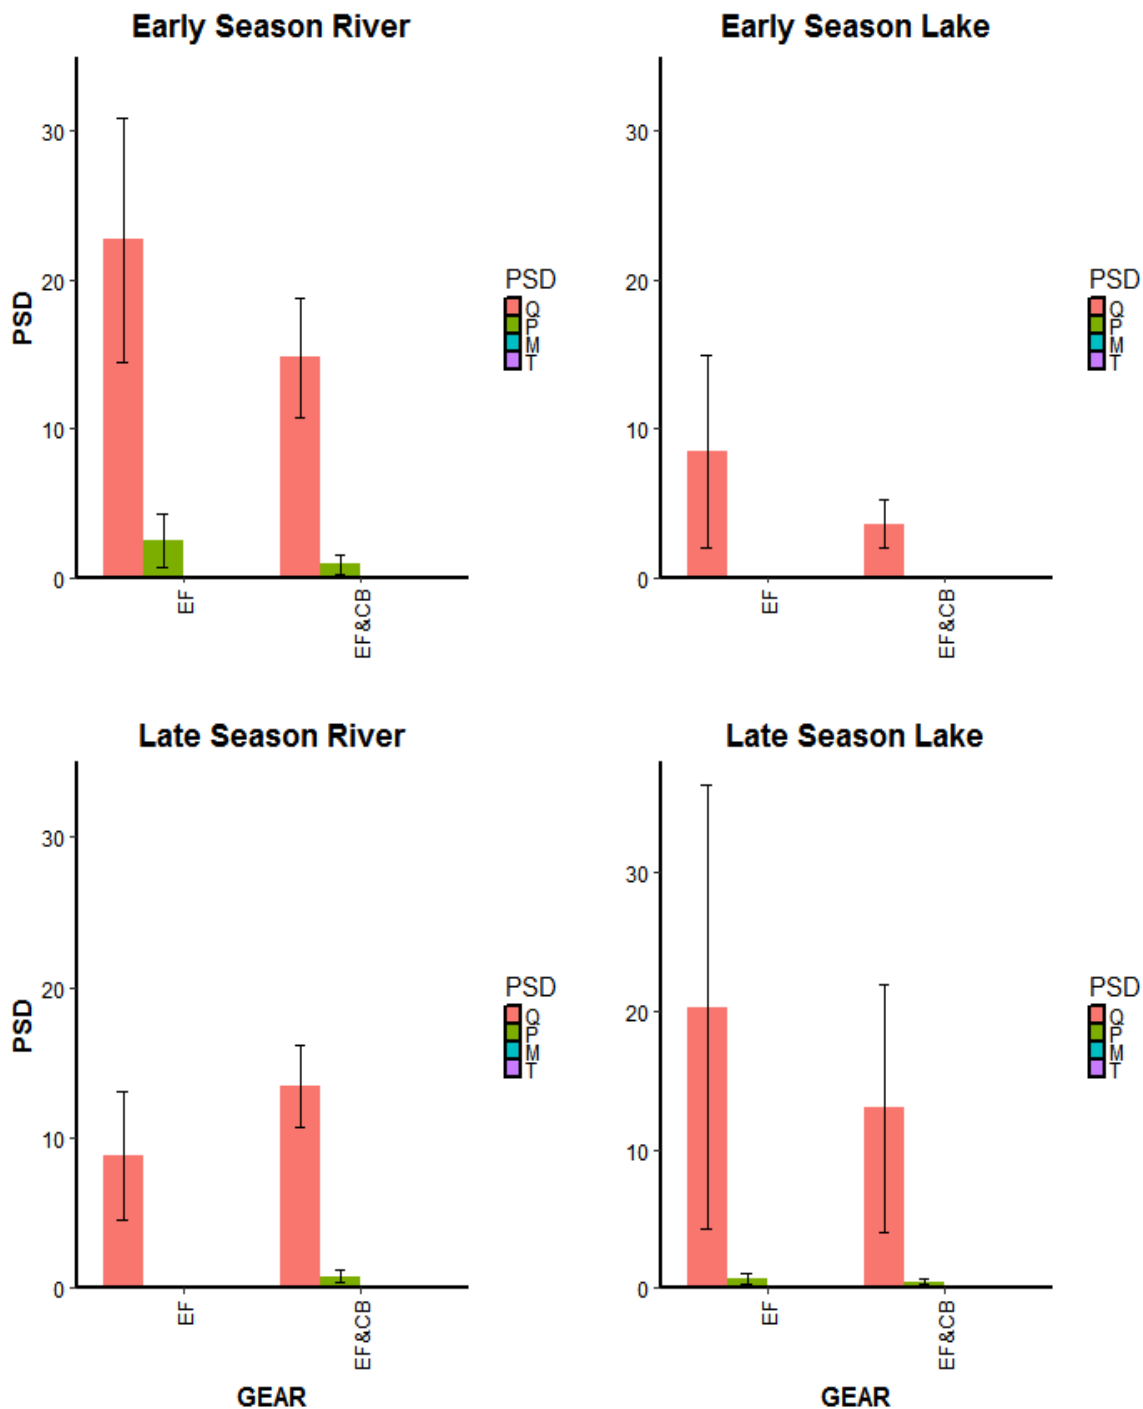 Early Season River
PSD
30
20
10
0
EF
EF&CB
PSD
Q
P
M
T
Early Season Lake
30
20
10
0
EF
EF&CB
PSD
Q
P
M
T
Late Season River
PSD
30
20
10
0
EF
EF&CB
GEAR
PSD
Q
P
M
T
Late Season Lake
30
20
10
0
EF
EF&CB
GEAR
PSD
Q
P
M
T